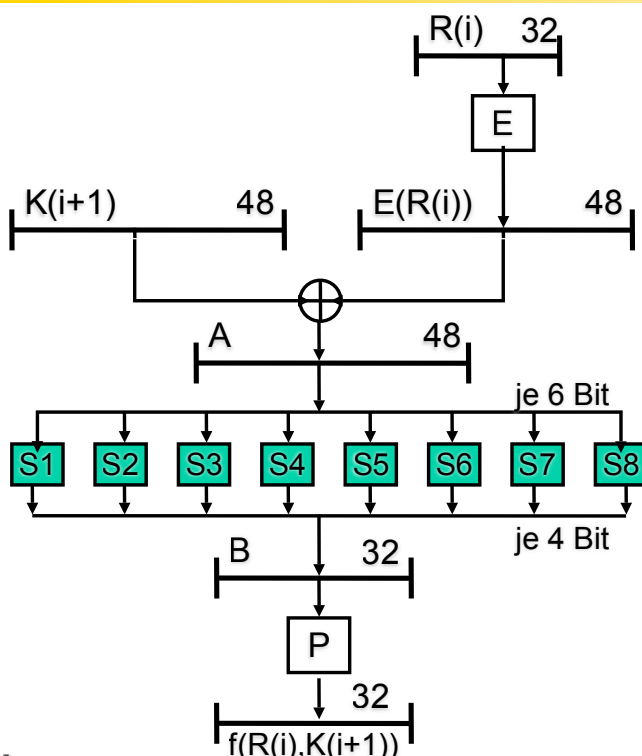 R(i) 32
E
K(i+1) 48 E(R(i)) 48
A 48
je 6 Bit
S1 S2 S3 S4 S5 S6 S7 S8
je 4 Bit
B 32
P
32
f(R(i),K(i+1))